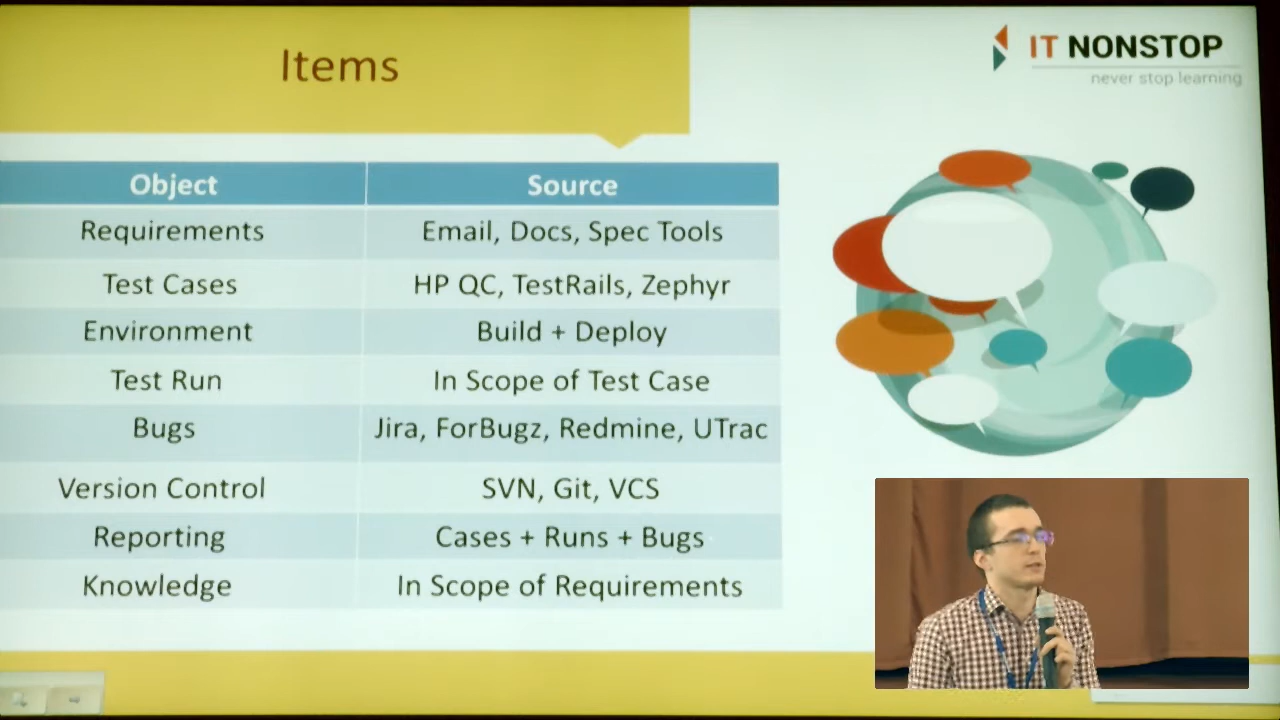 Items
IT NONSTOP
never stop learning
Object Source
Requirements Email, Docs, Spec Tools
Test Cases HP QC, TestRails, Zephyr
Environment Build + Deploy
Test Run In Scope of Test Case
Bugs Jira, ForBugz, Redmine, UTrac
Version Control SVN, Git, VCS
Reporting Cases + Runs + Bugs
Knowledge In Scope of Requirements